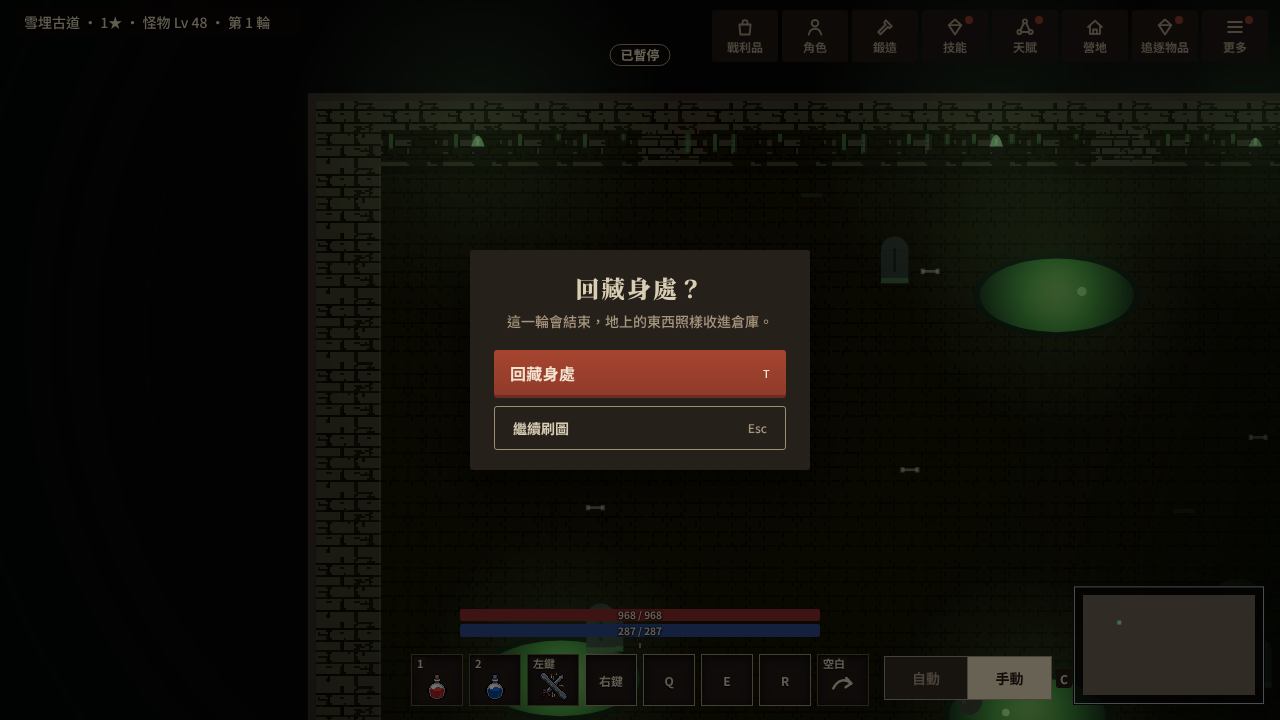 雪埋古道 • 1★ • 怪物 Lv 48 • 第 1 輪
已暫停
戰利品
角色
鍛造
技能
天賦
營地
追逐物品
更多
回藏身處？
這一輪會結束，地上的東西照樣收進倉庫。
回藏身處 T
繼續刷圖 Esc
968 / 968
287 / 287
1
2
左鍵
右鍵
Q
E
R
空白
自動
手動
C